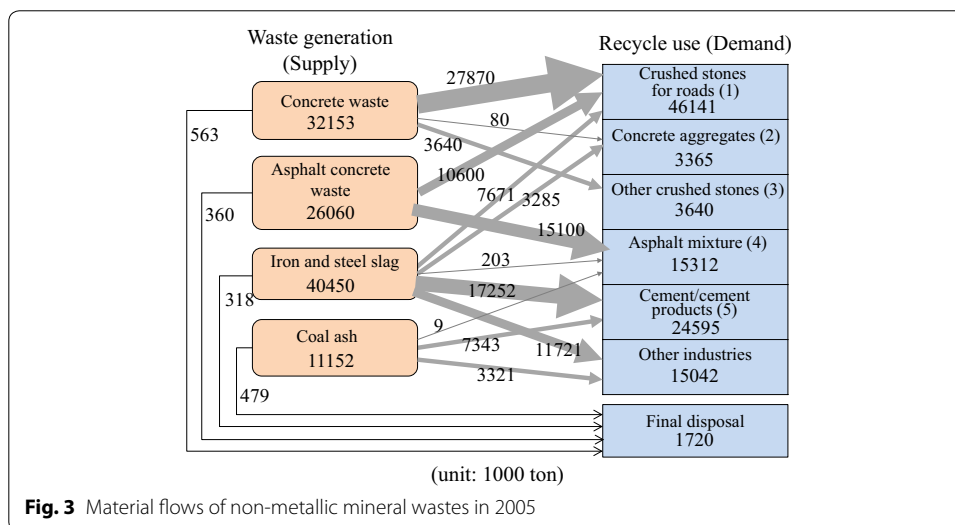 Waste generation
(Supply)
Recycle use (Demand)
Concrete waste
32153
Asphalt concrete
waste
26060
Iron and steel slag
40450
Coal ash
11152
563
360
318
479
27870
80
3640
10600
7671
3285
15100
203
17252
9
7343
11721
3321
Crushed stones
for roads (1)
46141
Concrete aggregates (2)
3365
Other crushed stones (3)
3640
Asphalt mixture (4)
15312
Cement/cement
products (5)
24595
Other industries
15042
Final disposal
1720
(unit: 1000 ton)
Fig. 3 Material flows of non-metallic mineral wastes in 2005